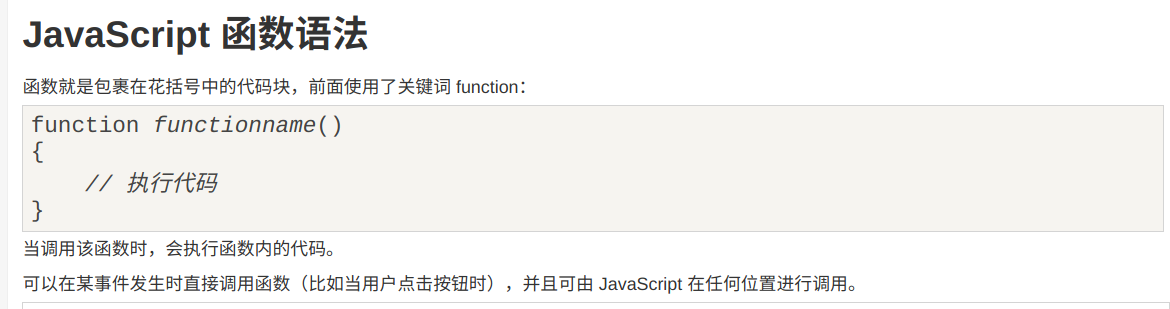 JavaScript 函数语法
函数就是包裹在花括号中的代码块，前面使用了关键词 function：
function functionname()
{
    // 执行代码
}
当调用该函数时，会执行函数内的代码。
可以在某事件发生时直接调用函数（比如当用户点击按钮时），并且可由 JavaScript 在任何位置进行调用。